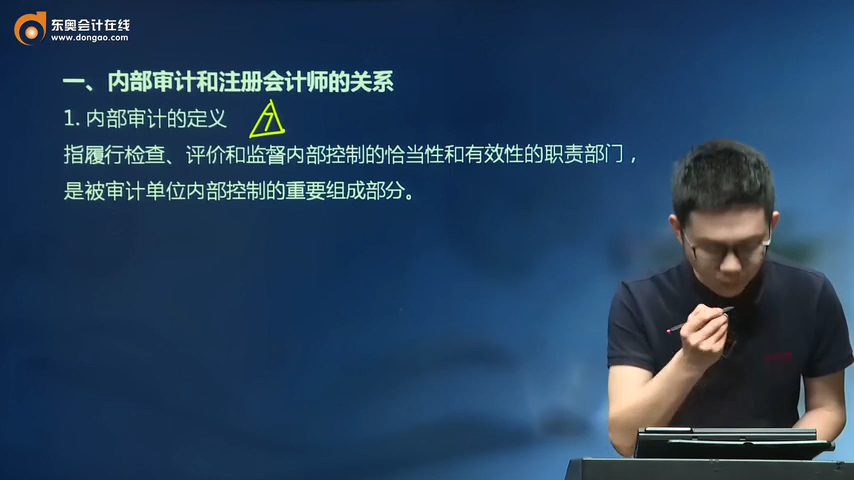 东奥会计在线
www.dongao.com
一、内部审计和注册会计师的关系
1. 内部审计的定义
7
指履行检查、评价和监督内部控制的恰当性和有效性的职责部门，
是被审计单位内部控制的重要组成部分。